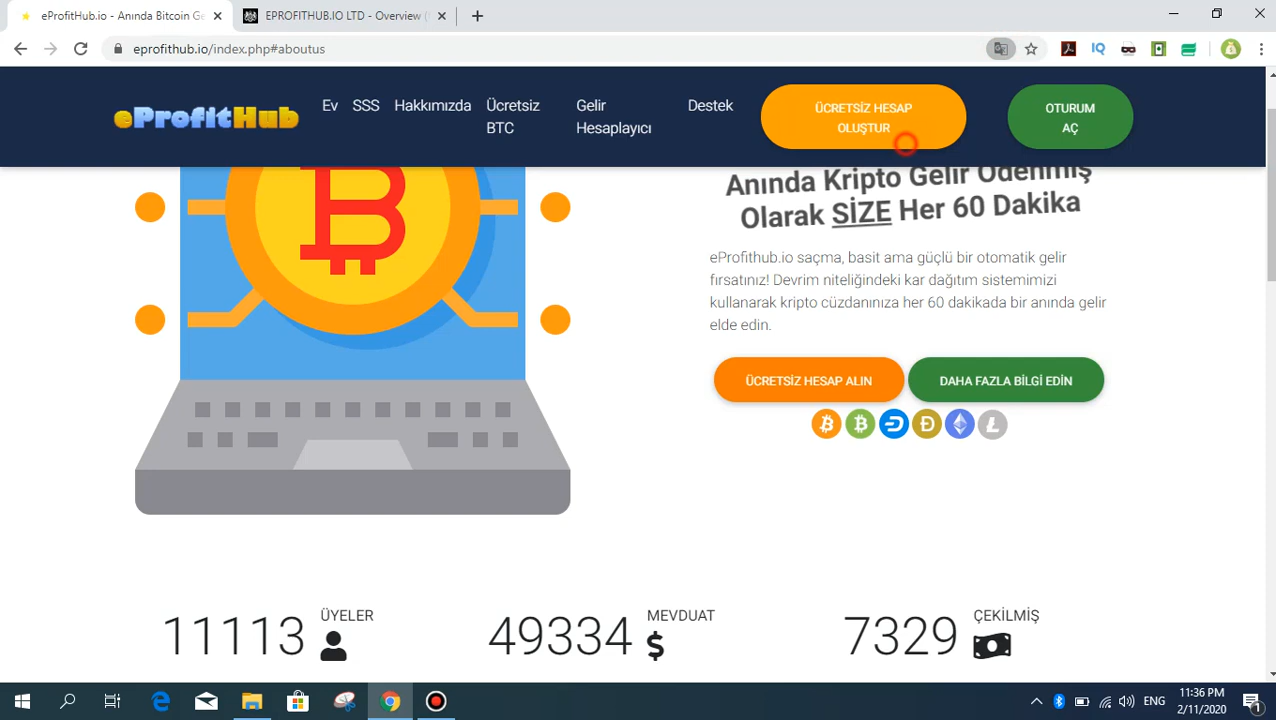 eProfitHub.io - Anında Bitcoin Ge
EPROFITHUB.IO LTD - Overview (
eprofithub.io/index.php#aboutus
eProfitHub
Ev
SSS
Hakkımızda
Ücretsiz
BTC
Gelir
Hesaplayıcı
Destek
ÜCRETSİZ HESAP
OLUŞTUR
OTURUM
AÇ
Anında Kripto Gelir Ödenmiş
Olarak SİZE Her 60 Dakika
eProfithub.io saçma, basit ama güçlü bir otomatik gelir
fırsatınız! Devrim niteliğindeki kar dağıtım sistemimizi
kullanarak kripto cüzdanınıza her 60 dakikada bir anında gelir
elde edin.
ÜCRETSİZ HESAP ALIN
DAHA FAZLA BİLGİ EDİN
11113
ÜYELER
49334
MEVDUAT
7329
ÇEKİLMİŞ
ENG
11:36 PM
2/11/2020
1